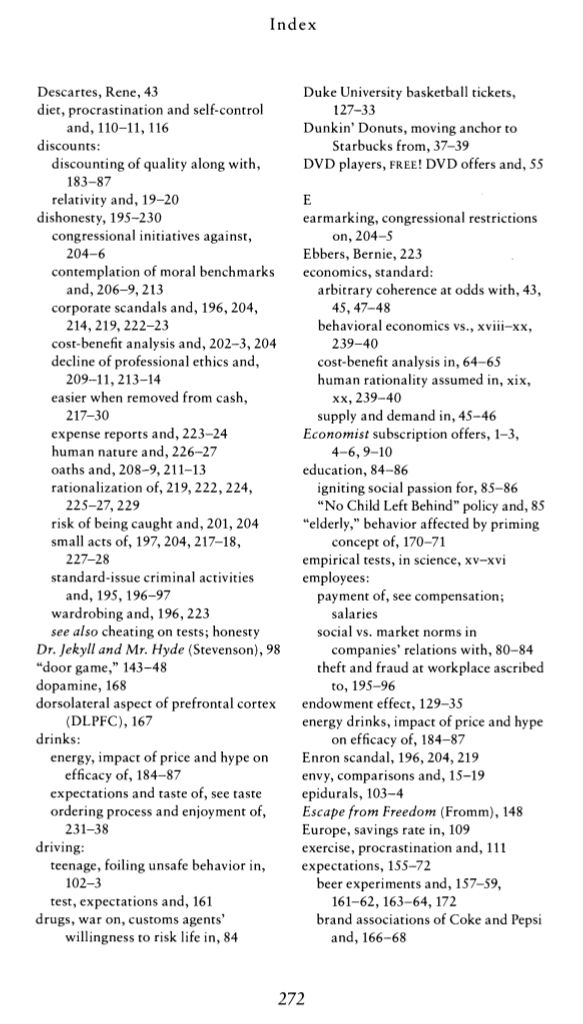 Index
Descartes, Rene, 43
diet, procrastination and self-control
and, 110–11, 116
discounts:
discounting of quality along with,
183–87
relativity and, 19–20
dishonesty, 195–230
congressional initiatives against,
204–6
contemplation of moral benchmarks
and, 206–9, 213
corporate scandals and, 196, 204,
214, 219, 222–23
cost-benefit analysis and, 202–3, 204
decline of professional ethics and,
209–11, 213–14
easier when removed from cash,
217–30
expense reports and, 223–24
human nature and, 226–27
oaths and, 208–9, 211–13
rationalization of, 219, 222, 224,
225–27, 229
risk of being caught and, 201, 204
small acts of, 197, 204, 217–18,
227–28
standard-issue criminal activities
and, 195, 196–97
wardrobing and, 196, 223
see also cheating on tests; honesty
Dr. Jekyll and Mr. Hyde (Stevenson), 98
“door game,” 143–48
dopamine, 168
dorsolateral aspect of prefrontal cortex
(DLPFC), 167
drinks:
energy, impact of price and hype on
efficacy of, 184–87
expectations and taste of, see taste
ordering process and enjoyment of,
231–38
driving:
teenage, foiling unsafe behavior in,
102–3
test, expectations and, 161
drugs, war on, customs agents’
willingness to risk life in, 84
Duke University basketball tickets,
127–33
Dunkin’ Donuts, moving anchor to
Starbucks from, 37–39
DVD players, FREE! DVD offers and, 55
E
earmarking, congressional restrictions
on, 204–5
Ebbers, Bernie, 223
economics, standard:
arbitrary coherence at odds with, 43,
45, 47–48
behavioral economics vs., xviii–xx,
239–40
cost-benefit analysis in, 64–65
human rationality assumed in, xix,
xx, 239–40
supply and demand in, 45–46
Economist subscription offers, 1–3,
4–6, 9–10
education, 84–86
igniting social passion for, 85–86
“No Child Left Behind” policy and, 85
“elderly,” behavior affected by priming
concept of, 170–71
empirical tests, in science, xv–xvi
employees:
payment of, see compensation;
salaries
social vs. market norms in
companies’ relations with, 80–84
theft and fraud at workplace ascribed
to, 195–96
endowment effect, 129–35
energy drinks, impact of price and hype
on efficacy of, 184–87
Enron scandal, 196, 204, 219
envy, comparisons and, 15–19
epidurals, 103–4
Escape from Freedom (Fromm), 148
Europe, savings rate in, 109
exercise, procrastination and, 111
expectations, 155–72
beer experiments and, 157–59,
161–62, 163–64, 172
brand associations of Coke and Pepsi
and, 166–68
272